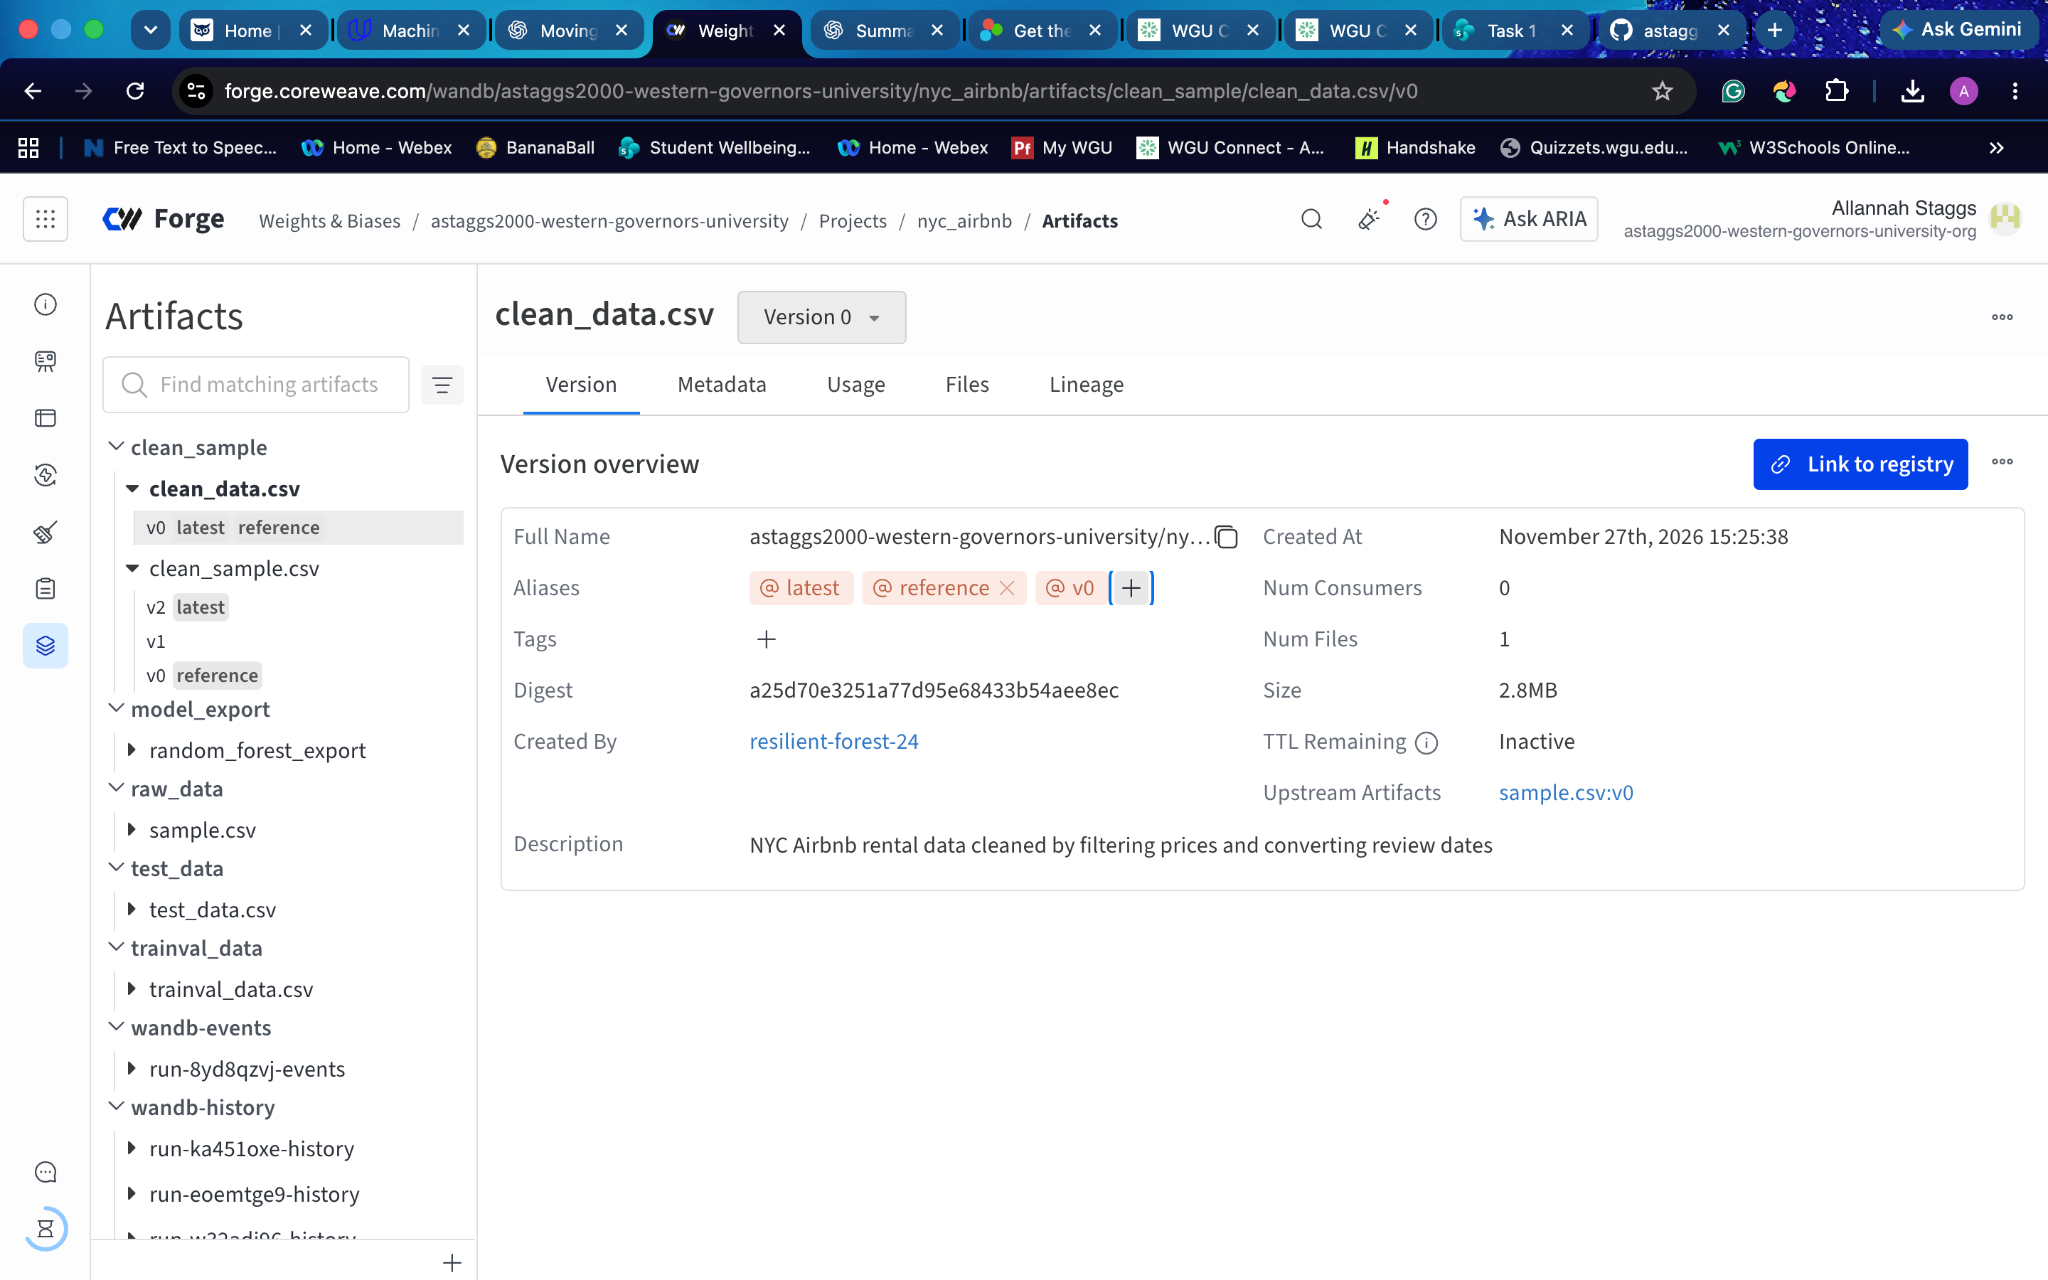 Home
Machin
Moving
Weight
Summa
Get the
WGU C
WGU C
Task 1
astagg
Ask Gemini
forge.coreweave.com/wandb/astaggs2000-western-governors-university/nyc_airbnb/artifacts/clean_sample/clean_data.csv/v0
A
Free Text to Speec...
Home - Webex
BananaBall
Student Wellbeing...
Home - Webex
Pf My WGU
WGU Connect - A...
Handshake
Quizzets.wgu.edu...
W3Schools Online...
Forge
Weights & Biases / astaggs2000-western-governors-university / Projects / nyc_airbnb / Artifacts
Ask ARIA
Allannah Staggs
astaggs2000-western-governors-university-org
Artifacts
Find matching artifacts
clean_sample
clean_data.csv
v0 latest reference
clean_sample.csv
v2 latest
v1
v0 reference
model_export
random_forest_export
raw_data
sample.csv
test_data
test_data.csv
trainval_data
trainval_data.csv
wandb-events
run-8yd8qzvj-events
wandb-history
run-ka451oxe-history
run-eoemtge9-history
clean_data.csv
Version 0
Version Metadata Usage Files Lineage
Version overview
Link to registry
Full Name astaggs2000-western-governors-university/ny...
Created At November 27th, 2026 15:25:38
Aliases @ latest @ reference @ v0
Num Consumers 0
Tags
Num Files 1
Digest a25d70e3251a77d95e68433b54aee8ec
Size 2.8MB
Created By resilient-forest-24
TTL Remaining Inactive
Upstream Artifacts sample.csv:v0
Description NYC Airbnb rental data cleaned by filtering prices and converting review dates